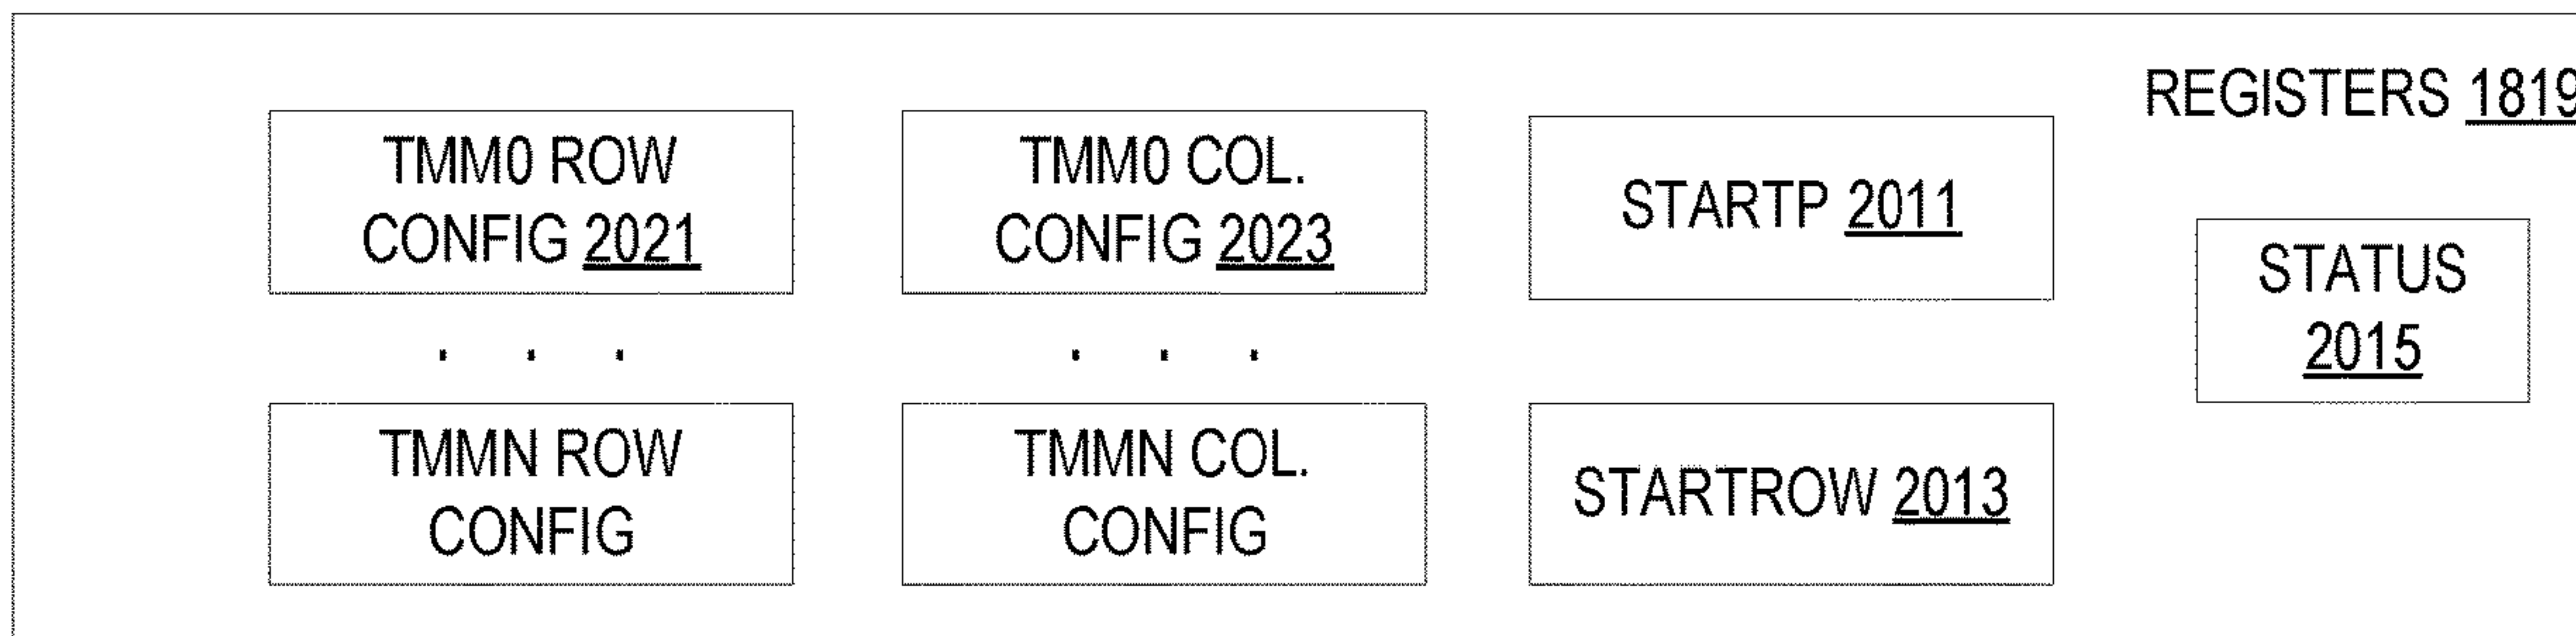 REGISTERS 1819
TMM0 ROW
CONFIG 2021
TMM0 COL.
CONFIG 2023
STARTP 2011
STATUS
2015
. . .
. . .
TMMN ROW
CONFIG
TMMN COL.
CONFIG
STARTROW 2013